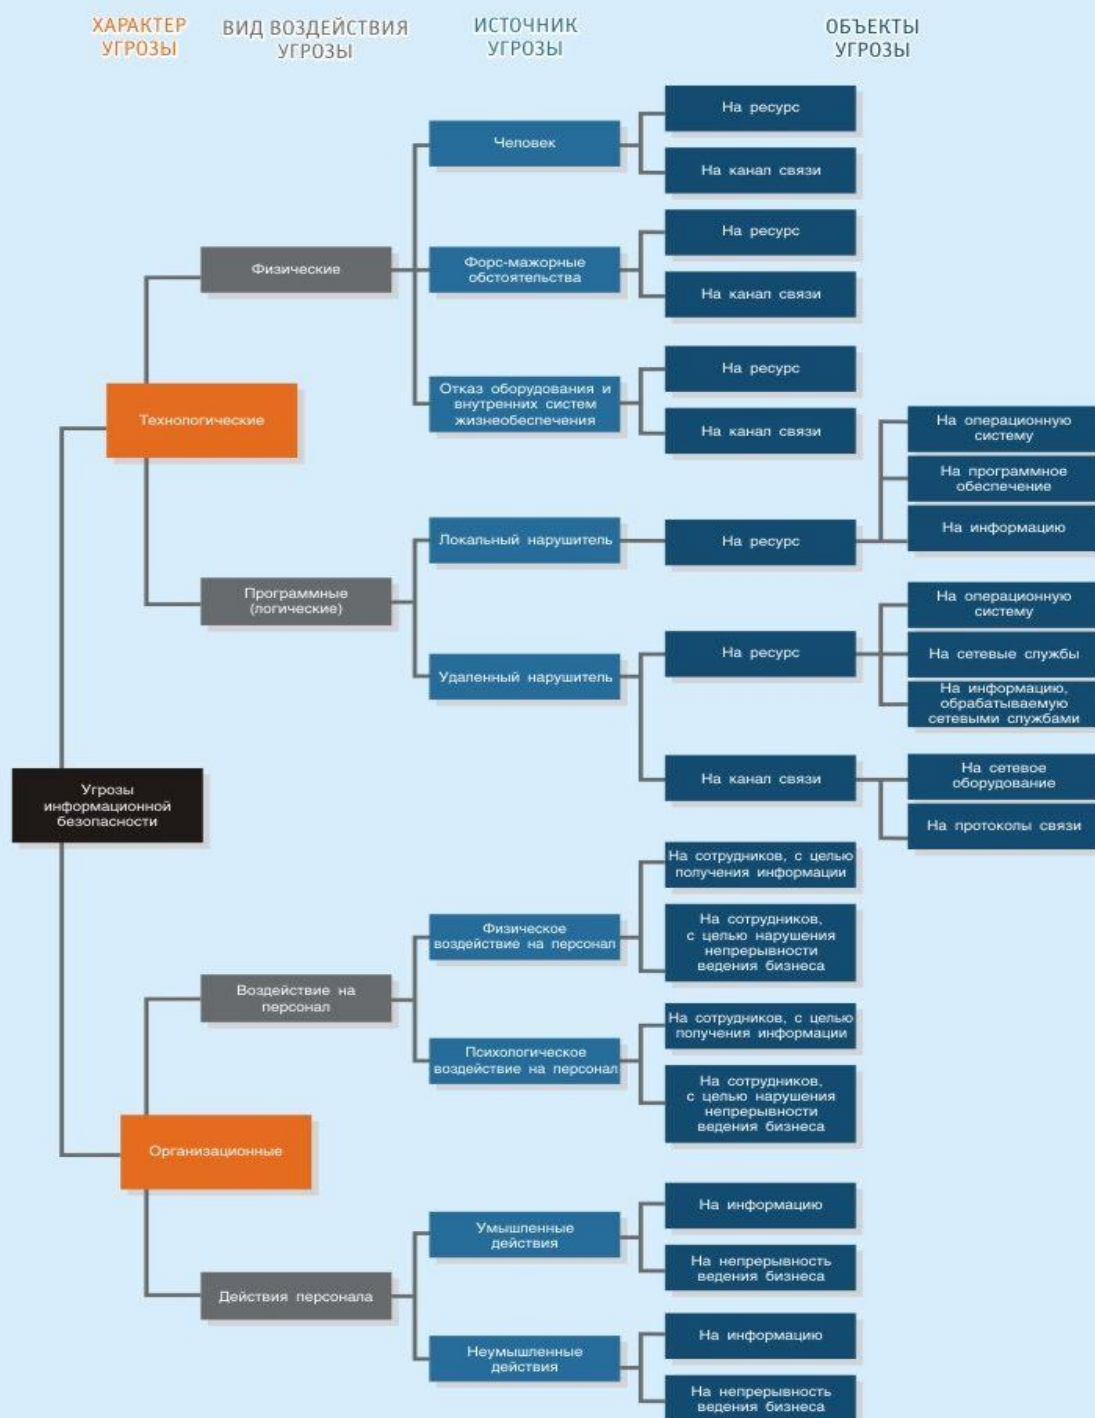 ХАРАКТЕР
УГРОЗЫ
ВИД ВОЗДЕЙСТВИЯ
УГРОЗЫ
ИСТОЧНИК
УГРОЗЫ
ОБЪЕКТЫ
УГРОЗЫ
Угрозы
информационной
безопасности
Технологические
Физические
Человек
На ресурс
На канал связи
Форс-мажорные
обстоятельства
На ресурс
На канал связи
Отказ оборудования и
внутренних систем
жизнеобеспечения
На ресурс
На канал связи
Программные
(логические)
Локальный нарушитель
На ресурс
На операционную
систему
На программное
обеспечение
На информацию
Удаленный нарушитель
На ресурс
На операционную
систему
На сетевые службы
На информацию,
обрабатываемую
сетевыми службами
На канал связи
На сетевое
оборудование
На протоколы связи
Организационные
Воздействие на
персонал
Физическое
воздействие на персонал
На сотрудников, с целью
получения информации
На сотрудников,
с целью нарушения
непрерывности
ведения бизнеса
Психологическое
воздействие на персонал
На сотрудников, с целью
получения информации
На сотрудников,
с целью нарушения
непрерывности
ведения бизнеса
Действия персонала
Умышленные
действия
На информацию
На непрерывность
ведения бизнеса
Неумышленные
действия
На информацию
На непрерывность
ведения бизнеса